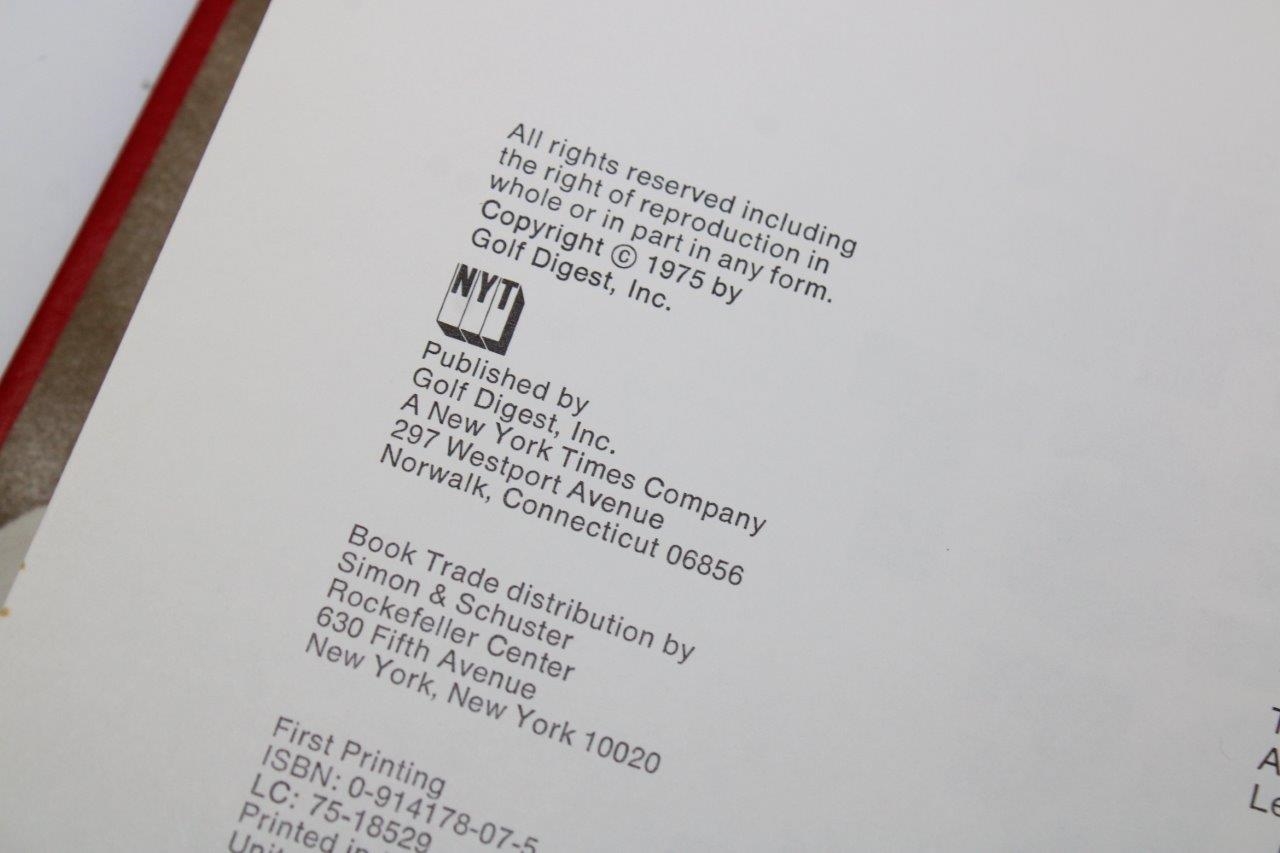 All rights reserved including
the right of reproduction in
whole or in part in any form.
Copyright © 1975 by
Golf Digest, Inc.
NYT
Published by
Golf Digest, Inc.
A New York Times Company
297 Westport Avenue
Norwalk, Connecticut 06856
Book Trade distribution by
Simon & Schuster
Rockefeller Center
630 Fifth Avenue
New York, New York 10020
First Printing
ISBN: 0-914178-07-5
LC: 75-18529
Printed in